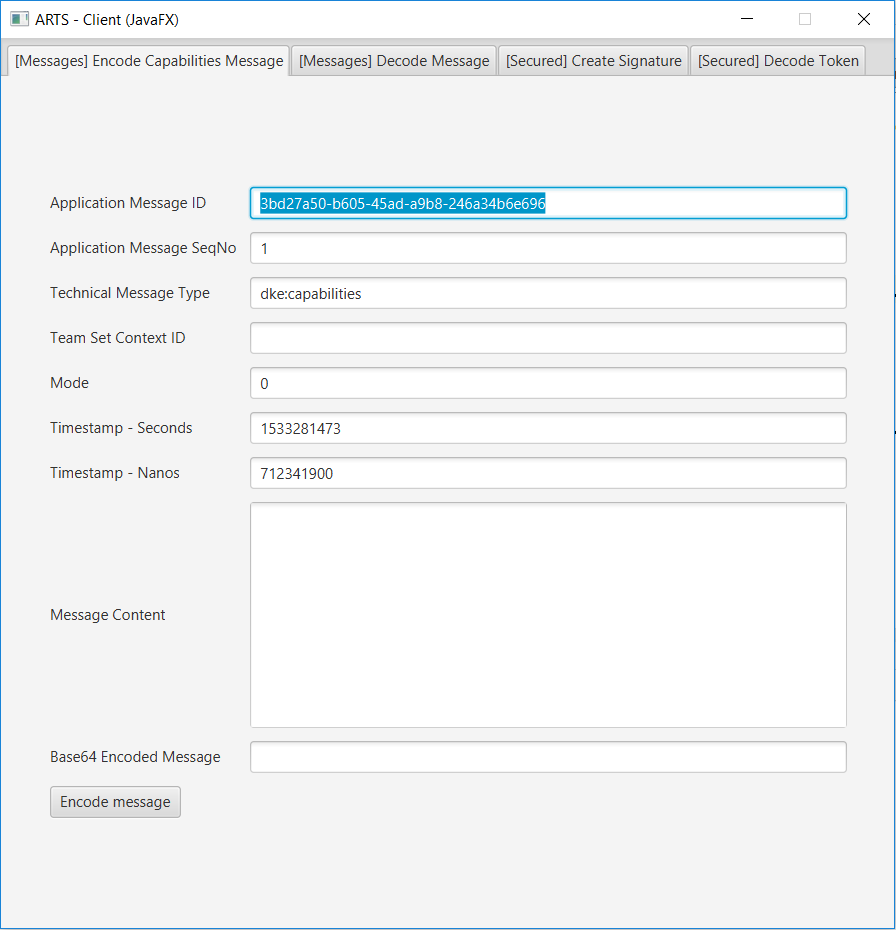 ARTS - Client (JavaFX)
[Messages] Encode Capabilities Message [Messages] Decode Message [Secured] Create Signature [Secured] Decode Token
Application Message ID 3bd27a50-b605-45ad-a9b8-246a34b6e696
Application Message SeqNo 1
Technical Message Type dke:capabilities
Team Set Context ID
Mode 0
Timestamp - Seconds 1533281473
Timestamp - Nanos 712341900
Message Content
Base64 Encoded Message
Encode message